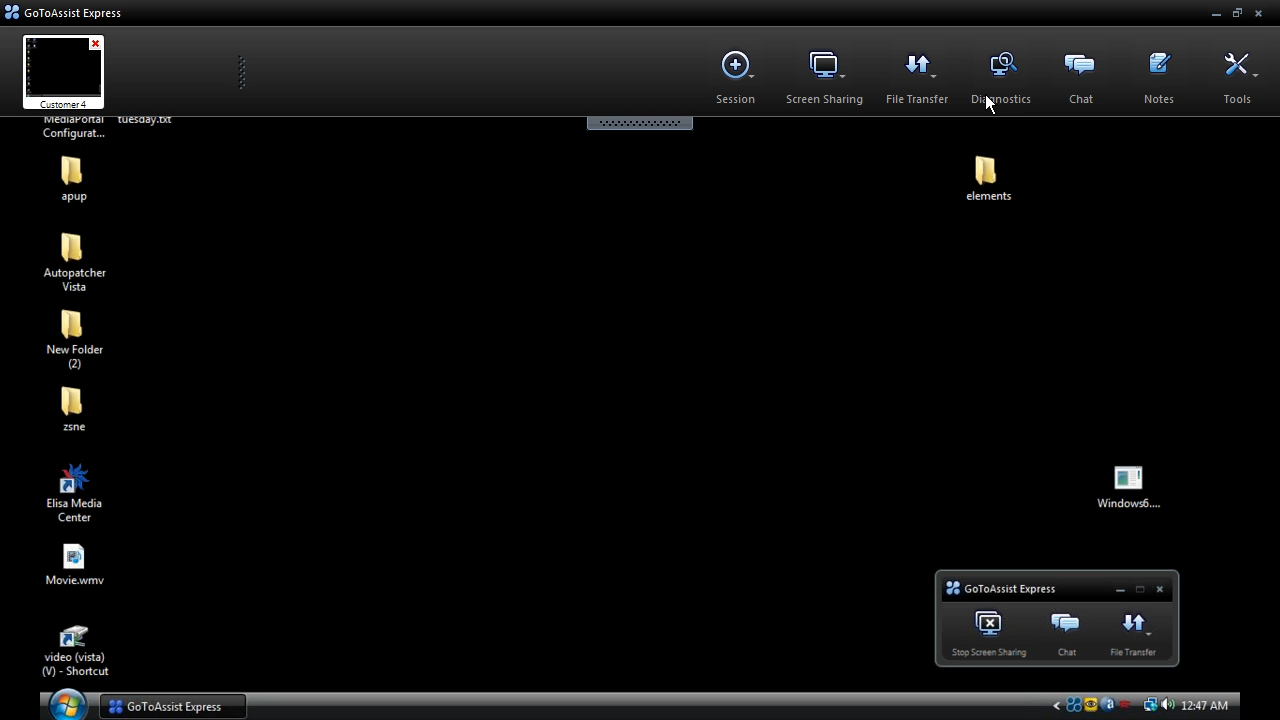 GoToAssist Express
Customer 4
Session
Screen Sharing
File Transfer
Diagnostics
Chat
Notes
Tools
MediaPortal
Configurat...
tuesday.txt
apup
elements
Autopatcher
Vista
New Folder
(2)
zsne
Elisa Media
Center
Windows6....
Movie.wmv
GoToAssist Express
Stop Screen Sharing
Chat
File Transfer
video (vista)
(V) - Shortcut
GoToAssist Express
12:47 AM